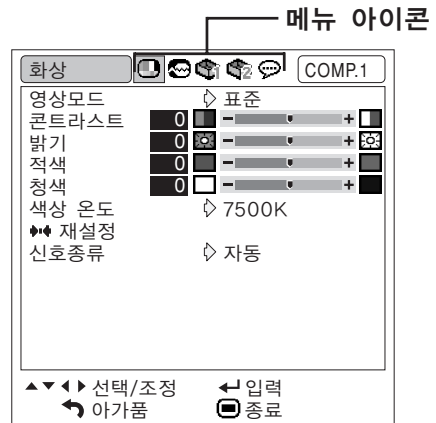 메뉴 아이콘
화상 COMP.1
영상모드 표준
콘트라스트 0 - +
밝기 0 - +
적색 0 - +
청색 0 - +
색상 온도 7500K
재설정
신호종류 자동
선택/조정 입력
아가품 종료